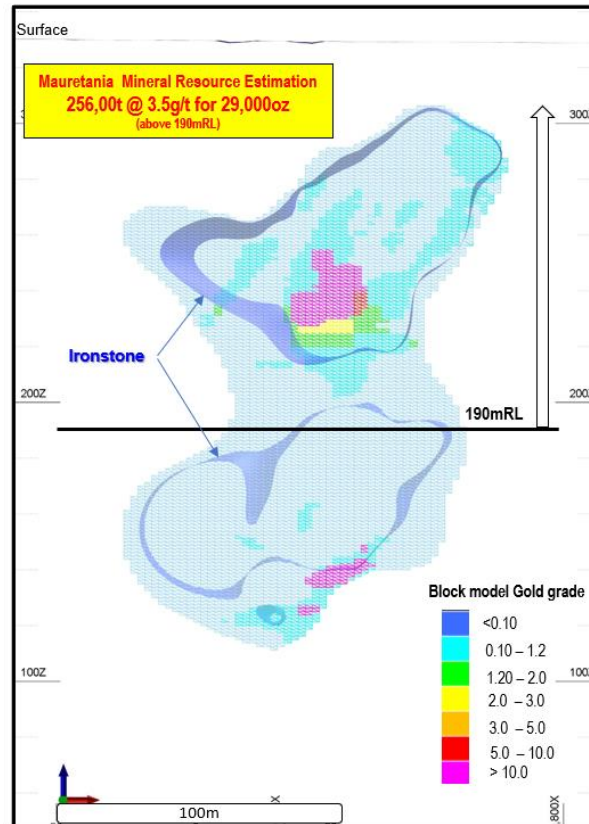 Surface
Mauretania Mineral Resource Estimation
256,00t @ 3.5g/t for 29,000oz
(above 190mRL)
300Z
Ironstone
200Z
200Z
190mRL
Block model Gold grade
<0.10
0.10 – 1.2
1.20 – 2.0
2.0 – 3.0
3.0 – 5.0
5.0 – 10.0
> 10.0
100Z
100Z
100m
X